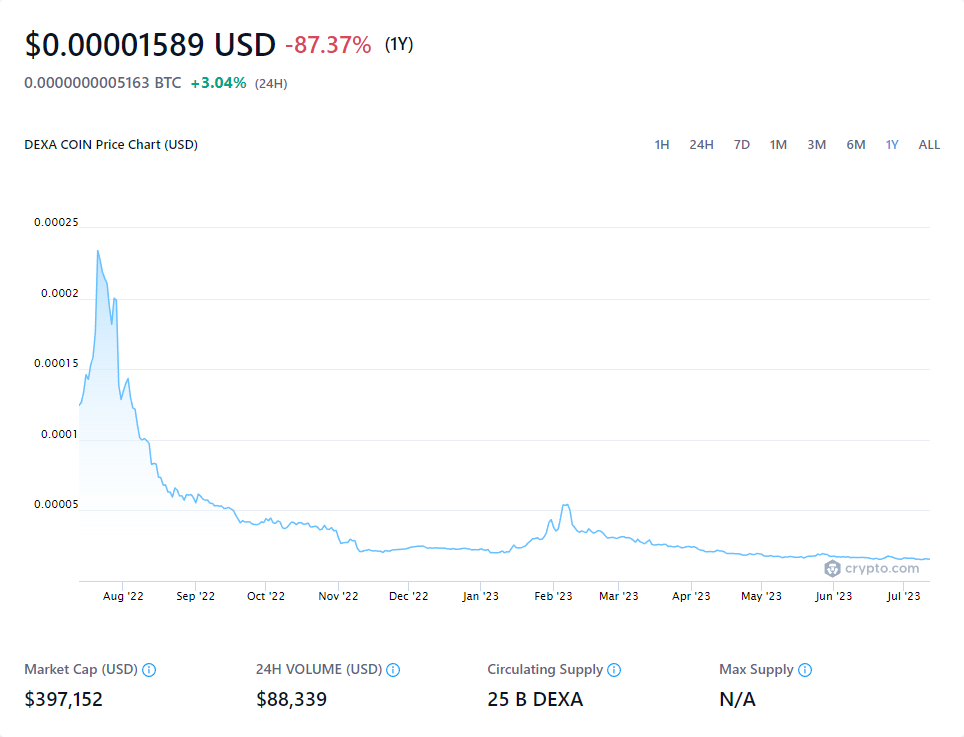 $0.00001589 USD -87.37% (1Y)
0.0000000005163 BTC +3.04% (24H)
DEXA COIN Price Chart (USD) 1H 24H 7D 1M 3M 6M 1Y ALL
0.00025
0.0002
0.00015
0.0001
0.00005
crypto.com
Aug '22 Sep '22 Oct '22 Nov '22 Dec '22 Jan '23 Feb '23 Mar '23 Apr '23 May '23 Jun '23 Jul '23
Market Cap (USD) 24H VOLUME (USD) Circulating Supply Max Supply
$397,152 $88,339 25 B DEXA N/A